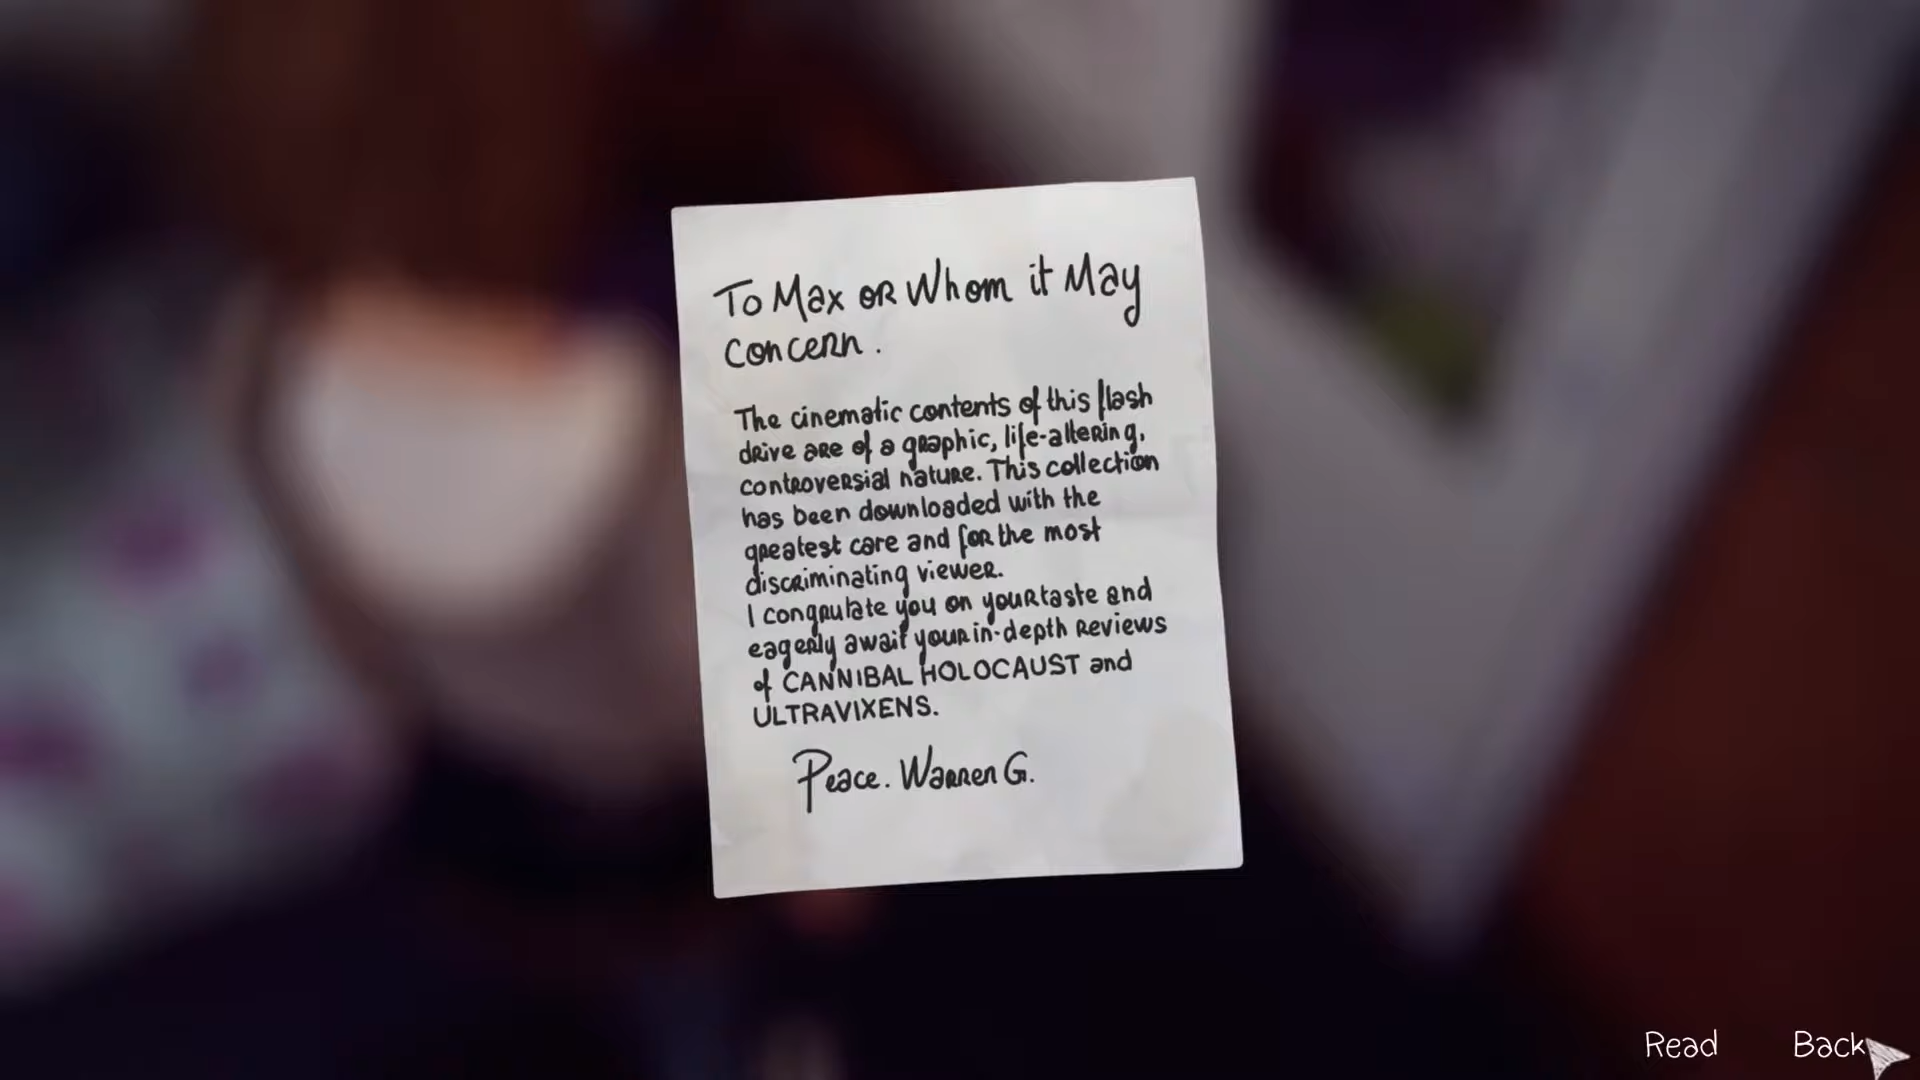 To Max or Whom it May
Concern.
The cinematic contents of this flash
drive are of a graphic, life-altering,
controversial nature. This collection
has been downloaded with the
greatest care and for the most
discriminating viewer.
I congrulate you on your taste and
eagerly await your in-depth reviews
of CANNIBAL HOLOCAUST and
ULTRAVIXENS.
Peace. Warren G.
Read Back